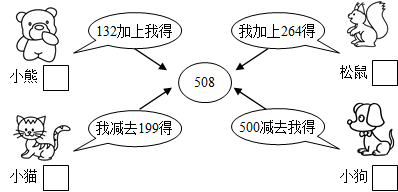 132加上我得
我加上264得
小熊
508
松鼠
我减去199得
500减去我得
小猫
小狗